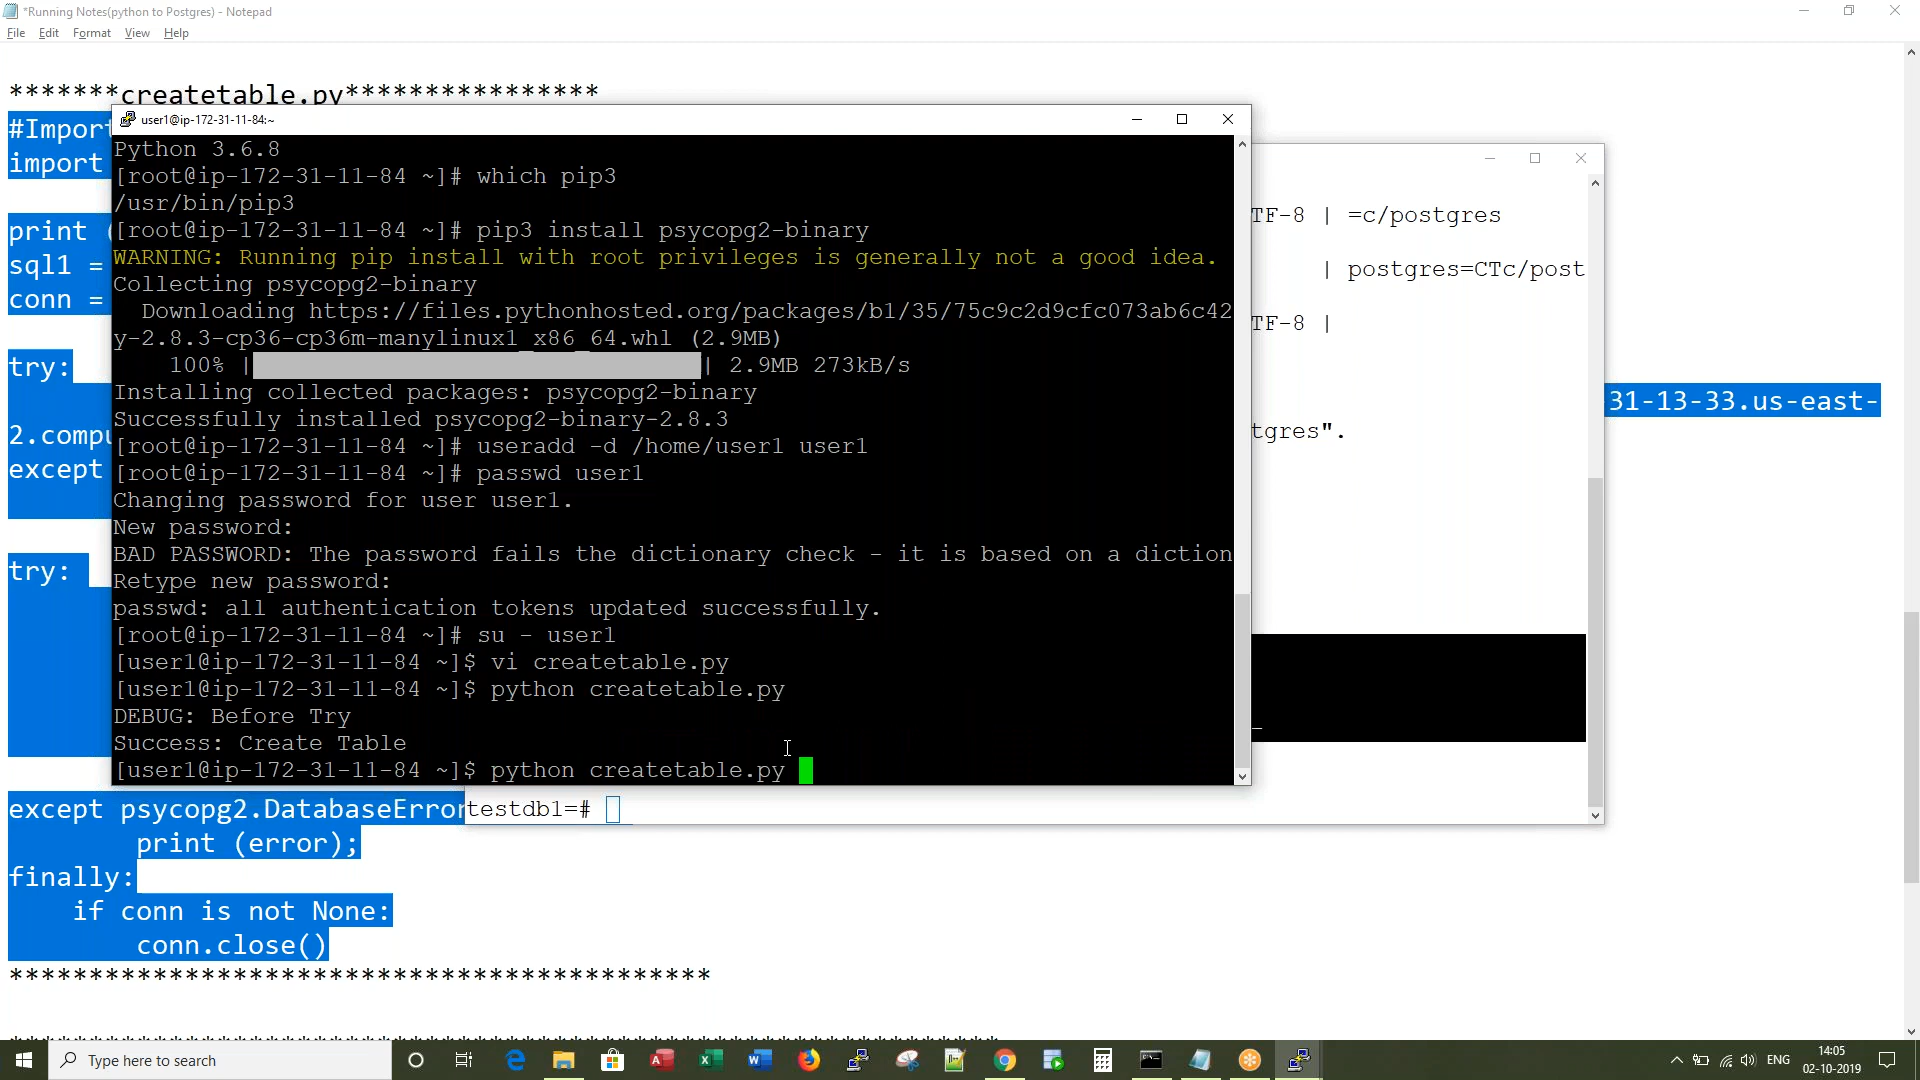 *Running Notes(python to Postgres) - Notepad
File Edit Format View Help
*******createtable.py****************
#Import
import
print (
sql1 =
conn =
try:
31-13-33.us-east-
2.compu
except
try:
except psycopg2.DatabaseError
print (error);
finally:
if conn is not None:
conn.close()
********************************************
user1@ip-172-31-11-84:~
Python 3.6.8
[root@ip-172-31-11-84 ~]# which pip3
/usr/bin/pip3
[root@ip-172-31-11-84 ~]# pip3 install psycopg2-binary
WARNING: Running pip install with root privileges is generally not a good idea.
Collecting psycopg2-binary
Downloading https://files.pythonhosted.org/packages/b1/35/75c9c2d9cfc073ab6c42
y-2.8.3-cp36-cp36m-manylinux1_x86_64.whl (2.9MB)
100% | | 2.9MB 273kB/s
Installing collected packages: psycopg2-binary
Successfully installed psycopg2-binary-2.8.3
[root@ip-172-31-11-84 ~]# useradd -d /home/user1 user1
[root@ip-172-31-11-84 ~]# passwd user1
Changing password for user user1.
New password:
BAD PASSWORD: The password fails the dictionary check - it is based on a diction
Retype new password:
passwd: all authentication tokens updated successfully.
[root@ip-172-31-11-84 ~]# su - user1
[user1@ip-172-31-11-84 ~]$ vi createtable.py
[user1@ip-172-31-11-84 ~]$ python createtable.py
DEBUG: Before Try
Success: Create Table
[user1@ip-172-31-11-84 ~]$ python createtable.py
TF-8 | =c/postgres
| postgres=CTc/post
TF-8 |
tgres".
testdb1=#
Type here to search
ENG
14:05
02-10-2019